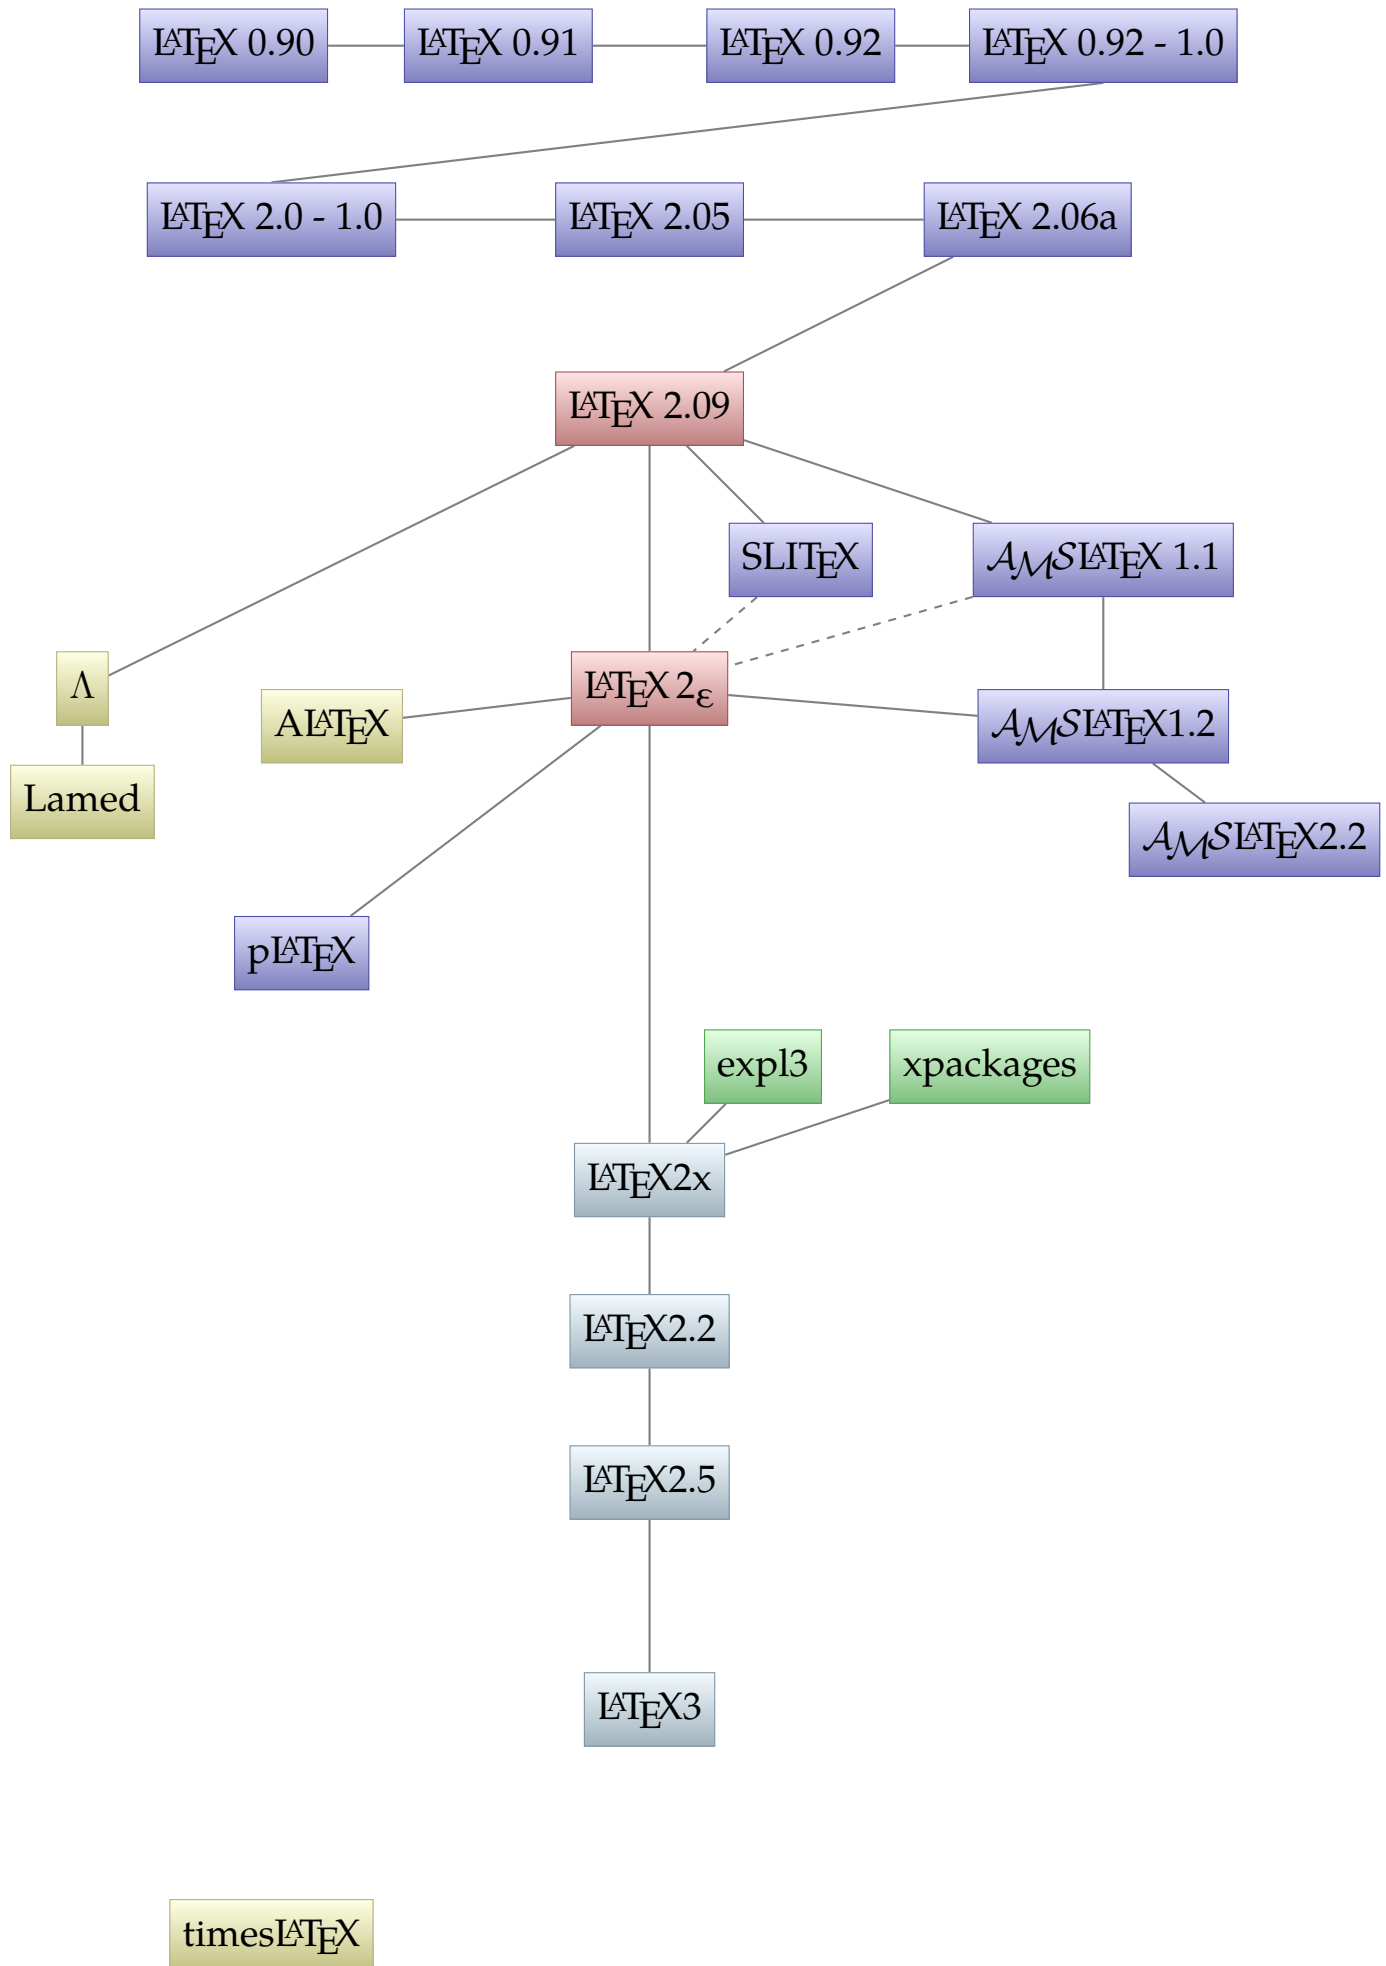 LATEX 0.90
LATEX 0.91
LATEX 0.92
LATEX 0.92 - 1.0
LATEX 2.0 - 1.0
LATEX 2.05
LATEX 2.06a
LATEX 2.09
SLITEX
AMSLATEX 1.1
Λ
ALATEX
LATEX 2ε
AMSLATEX1.2
Lamed
AMSLATEX2.2
pLATEX
expl3
xpackages
LATEX2x
LATEX2.2
LATEX2.5
LATEX3
timesLATEX